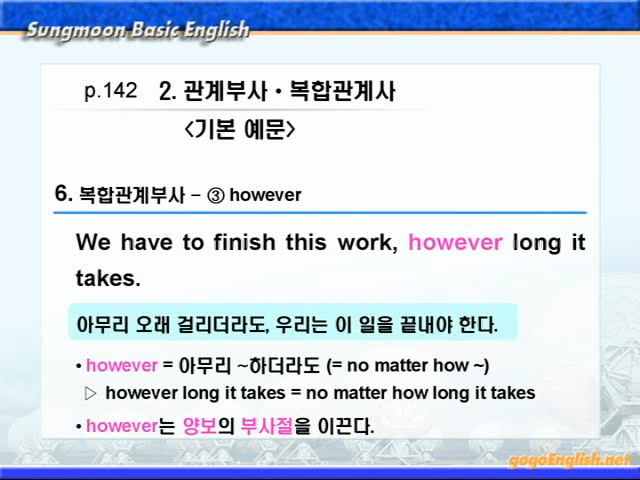 Sungmoon Basic English
p.142 2. 관계부사 • 복합관계사
<기본 예문>
6. 복합관계부사 – ③ however
We have to finish this work, however long it
takes.
아무리 오래 걸리더라도, 우리는 이 일을 끝내야 한다.
• however = 아무리 ~하더라도 (= no matter how ~)
▷ however long it takes = no matter how long it takes
• however는 양보의 부사절을 이끈다.
gogoEnglish.net